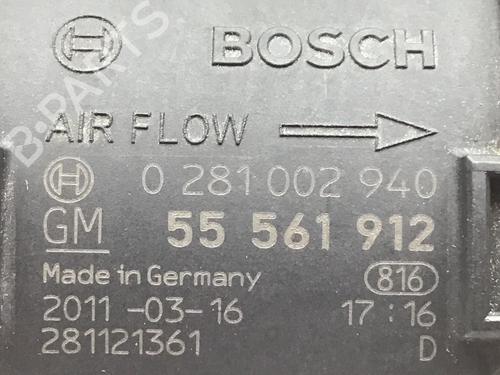 BOSCH
AIR FLOW
0 281 002 940
GM 55 561 912
Made in Germany 816
2011-03-16 17:16
281121361 D
B-PARTS